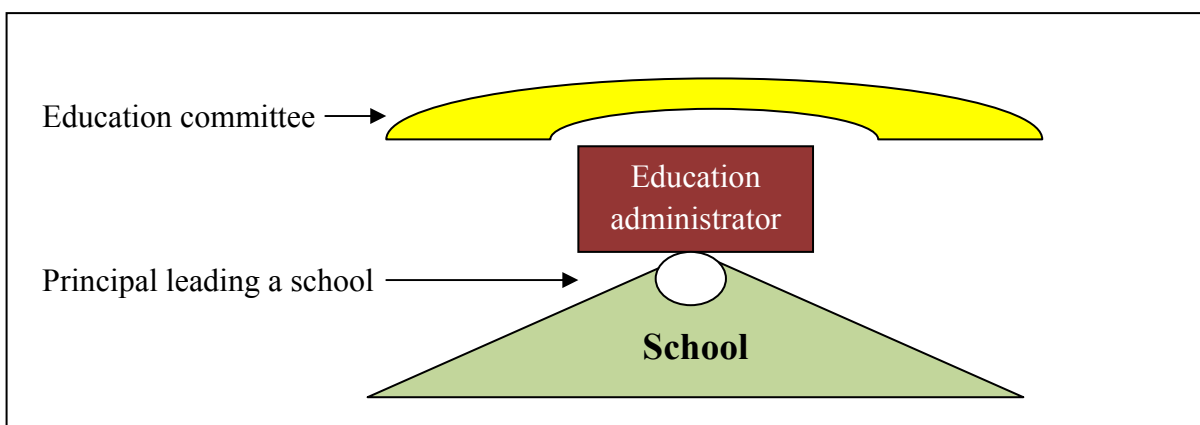 Education committee
Education
administrator
Principal leading a school
School